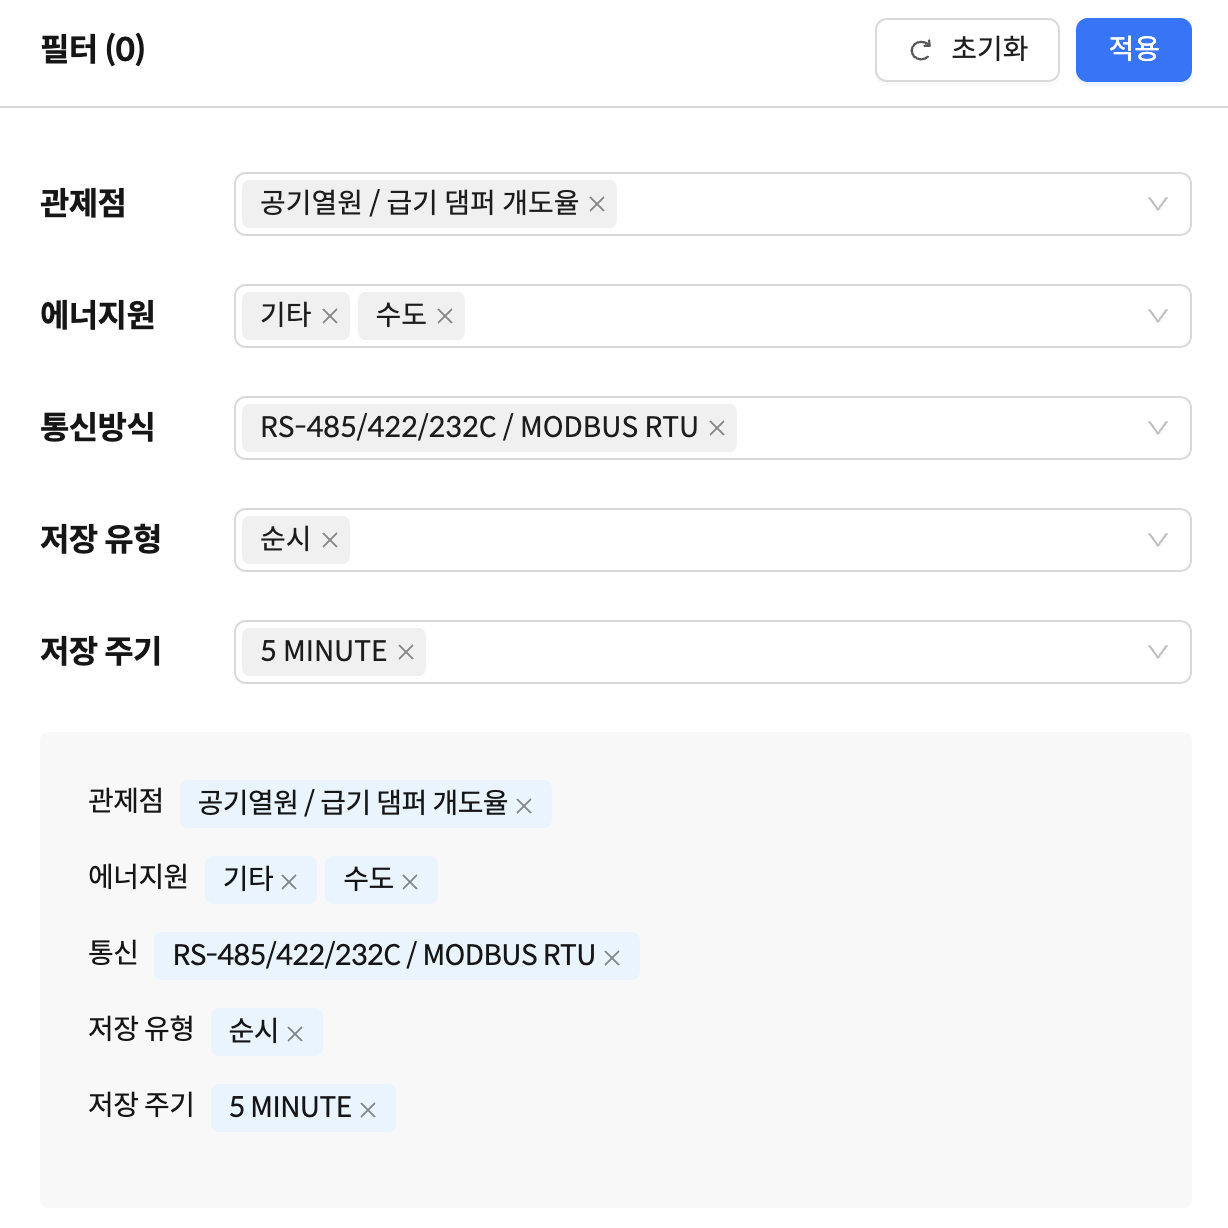 필터 (0)
초기화
적용
관제점
공기열원 / 급기 댐퍼 개도율
에너지원
기타 수도
통신방식
RS-485/422/232C / MODBUS RTU
저장 유형
순시
저장 주기
5 MINUTE
관제점 공기열원 / 급기 댐퍼 개도율
에너지원 기타 수도
통신 RS-485/422/232C / MODBUS RTU
저장 유형 순시
저장 주기 5 MINUTE